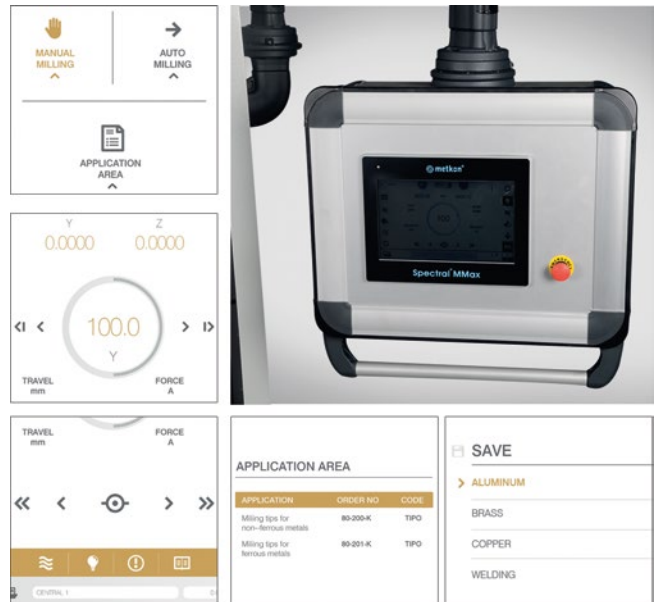 MANUAL
MILLING
AUTO
MILLING
APPLICATION
AREA
metkon
100
Spectral MMax
Y
Z
0.0000
0.0000
100.0
Y
TRAVEL
mm
FORCE
A
TRAVEL
mm
FORCE
A
CENTRAL 1
APPLICATION AREA
APPLICATION ORDER NO CODE
Milling tips for
non-ferrous metals
80-200-K TIPO
Milling tips for
ferrous metals
80-201-K TIPO
SAVE
ALUMINUM
BRASS
COPPER
WELDING